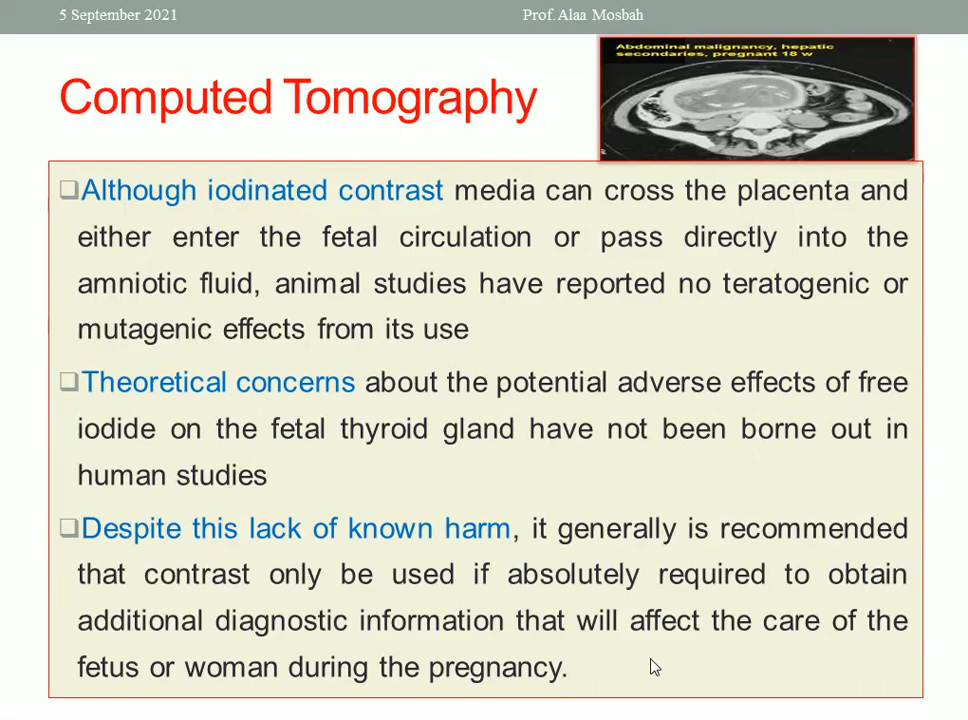 5 September 2021
Prof. Alaa Mosbah
Abdominal malignancy, hepatic
secondaries, pregnant 18 w
Computed Tomography
Although iodinated contrast media can cross the placenta and
either enter the fetal circulation or pass directly into the
amniotic fluid, animal studies have reported no teratogenic or
mutagenic effects from its use
Theoretical concerns about the potential adverse effects of free
iodide on the fetal thyroid gland have not been borne out in
human studies
Despite this lack of known harm, it generally is recommended
that contrast only be used if absolutely required to obtain
additional diagnostic information that will affect the care of the
fetus or woman during the pregnancy.